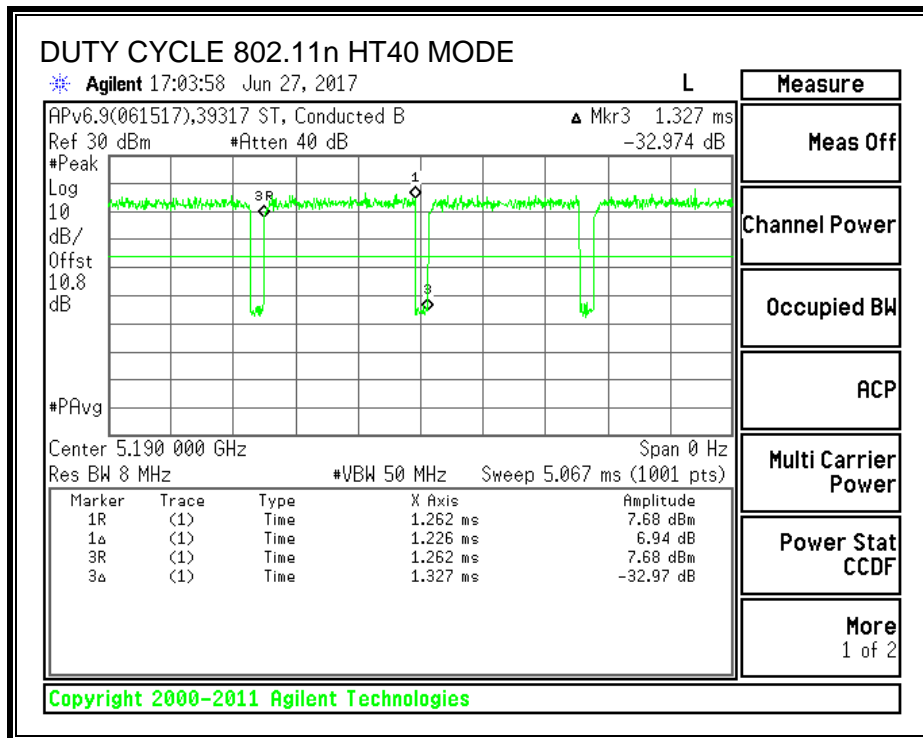 DUTY CYCLE 802.11n HT40 MODE
Agilent 17:03:58 Jun 27, 2017 L
APv6.9(061517),39317 ST, Conducted B Δ Mkr3 1.327 ms
Ref 30 dBm #Atten 40 dB -32.974 dB
#Peak
Log
10
dB/
Offst
10.8
dB
#PAvg
3R
1
3
Center 5.190 000 GHz Span 0 Hz
Res BW 8 MHz #VBW 50 MHz Sweep 5.067 ms (1001 pts)
Marker Trace Type X Axis Amplitude
1R (1) Time 1.262 ms 7.68 dBm
1Δ (1) Time 1.226 ms 6.94 dB
3R (1) Time 1.262 ms 7.68 dBm
3Δ (1) Time 1.327 ms -32.97 dB
Copyright 2000-2011 Agilent Technologies
Measure
Meas Off
Channel Power
Occupied BW
ACP
Multi Carrier
Power
Power Stat
CCDF
More
1 of 2